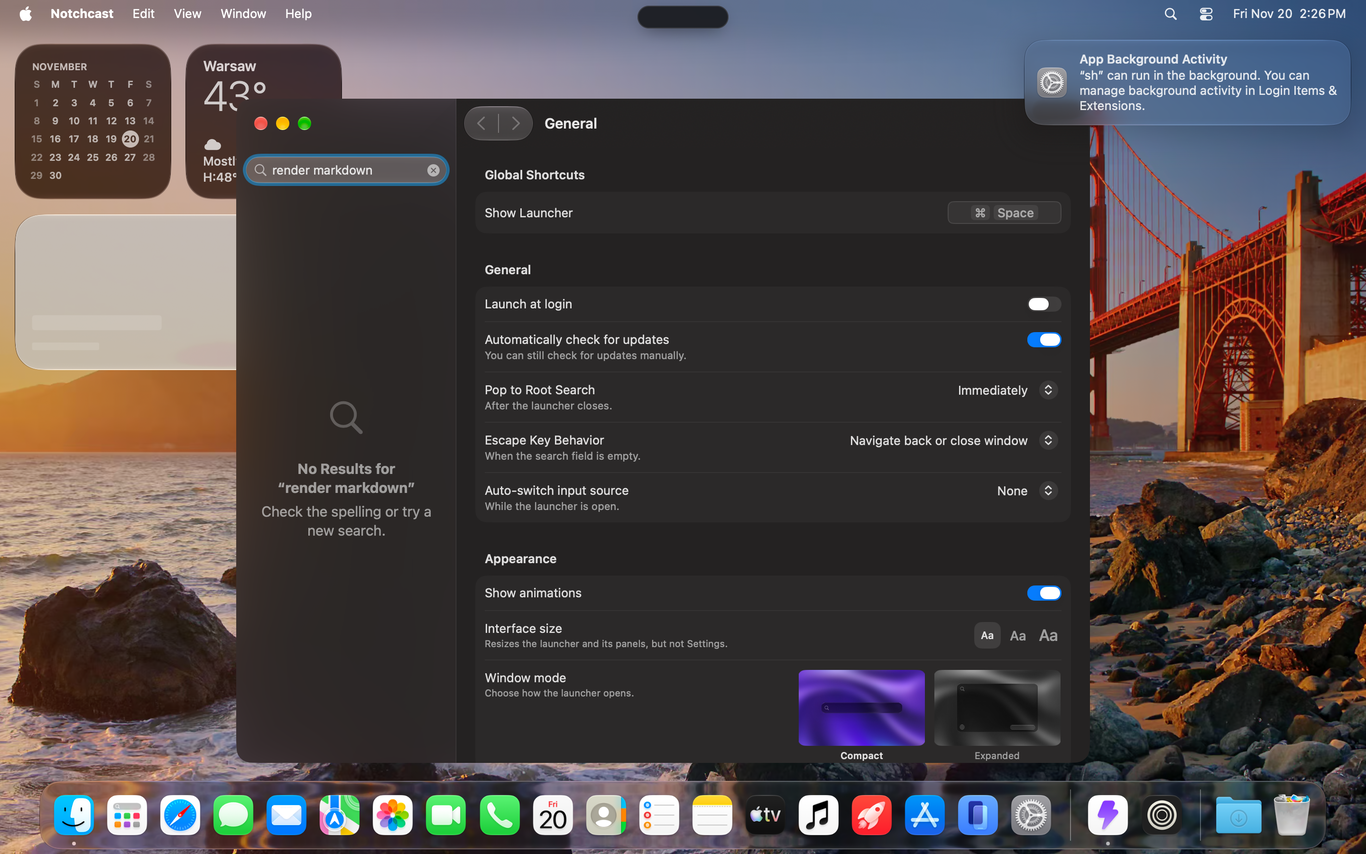 Notchcast Edit View Window Help
Fri Nov 20 2:26 PM
NOVEMBER
S M T W T F S
1 2 3 4 5 6 7
8 9 10 11 12 13 14
15 16 17 18 19 20 21
22 23 24 25 26 27 28
29 30
Warsaw
43°
H:48°
App Background Activity
“sh” can run in the background. You can
manage background activity in Login Items &
Extensions.
render markdown
No Results for
“render markdown”
Check the spelling or try a
new search.
General
Global Shortcuts
Show Launcher
⌘ Space
General
Launch at login
Automatically check for updates
You can still check for updates manually.
Pop to Root Search
Immediately
After the launcher closes.
Escape Key Behavior
Navigate back or close window
When the search field is empty.
Auto-switch input source
None
While the launcher is open.
Appearance
Show animations
Interface size
Aa Aa Aa
Resizes the launcher and its panels, but not Settings.
Window mode
Choose how the launcher opens.
Compact
Expanded
Fri
20
tv